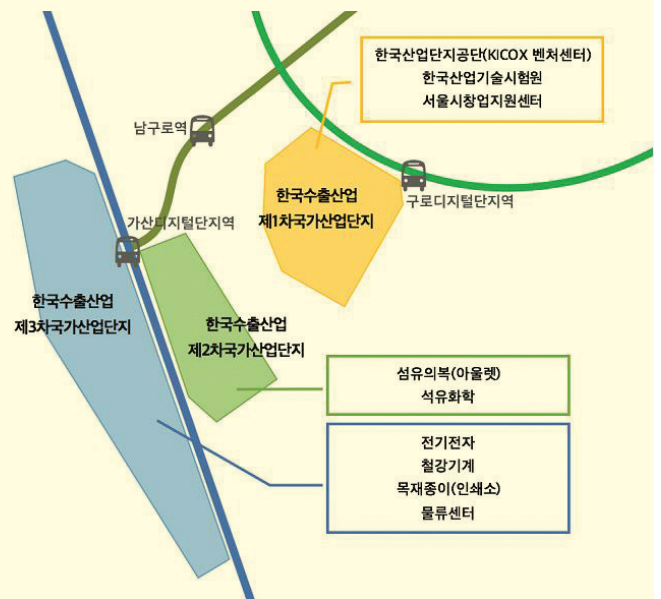 한국산업단지공단(KICOX 벤처센터)
한국산업기술시험원
서울시창업지원센터
남구로역
구로디지털단지역
한국수출산업
제1차국가산업단지
가산디지털단지역
한국수출산업
제3차국가산업단지
한국수출산업
제2차국가산업단지
섬유의복(아울렛)
석유화학
전기전자
철강기계
목재종이(인쇄소)
물류센터